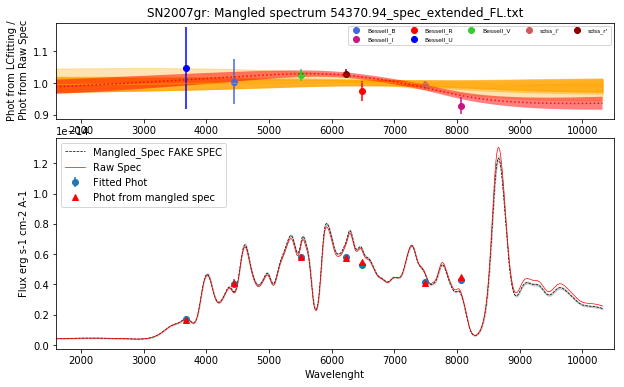 SN2007gr: Mangled spectrum 54370.94_spec_extended_FL.txt
Phot from LCfitting /
Phot from Raw Spec
1.1
1.0
0.9
Bessell_B
Bessell_I
Bessell_R
Bessell_U
Bessell_V
sdss_i'
sdss_r'
2000 3000 4000 5000 6000 7000 8000 9000 10000
1e−14
Flux erg s-1 cm-2 A-1
1.2
1.0
0.8
0.6
0.4
0.2
0.0
Mangled_Spec FAKE SPEC
Raw Spec
Fitted Phot
Phot from mangled spec
2000 3000 4000 5000 6000 7000 8000 9000 10000
Wavelenght